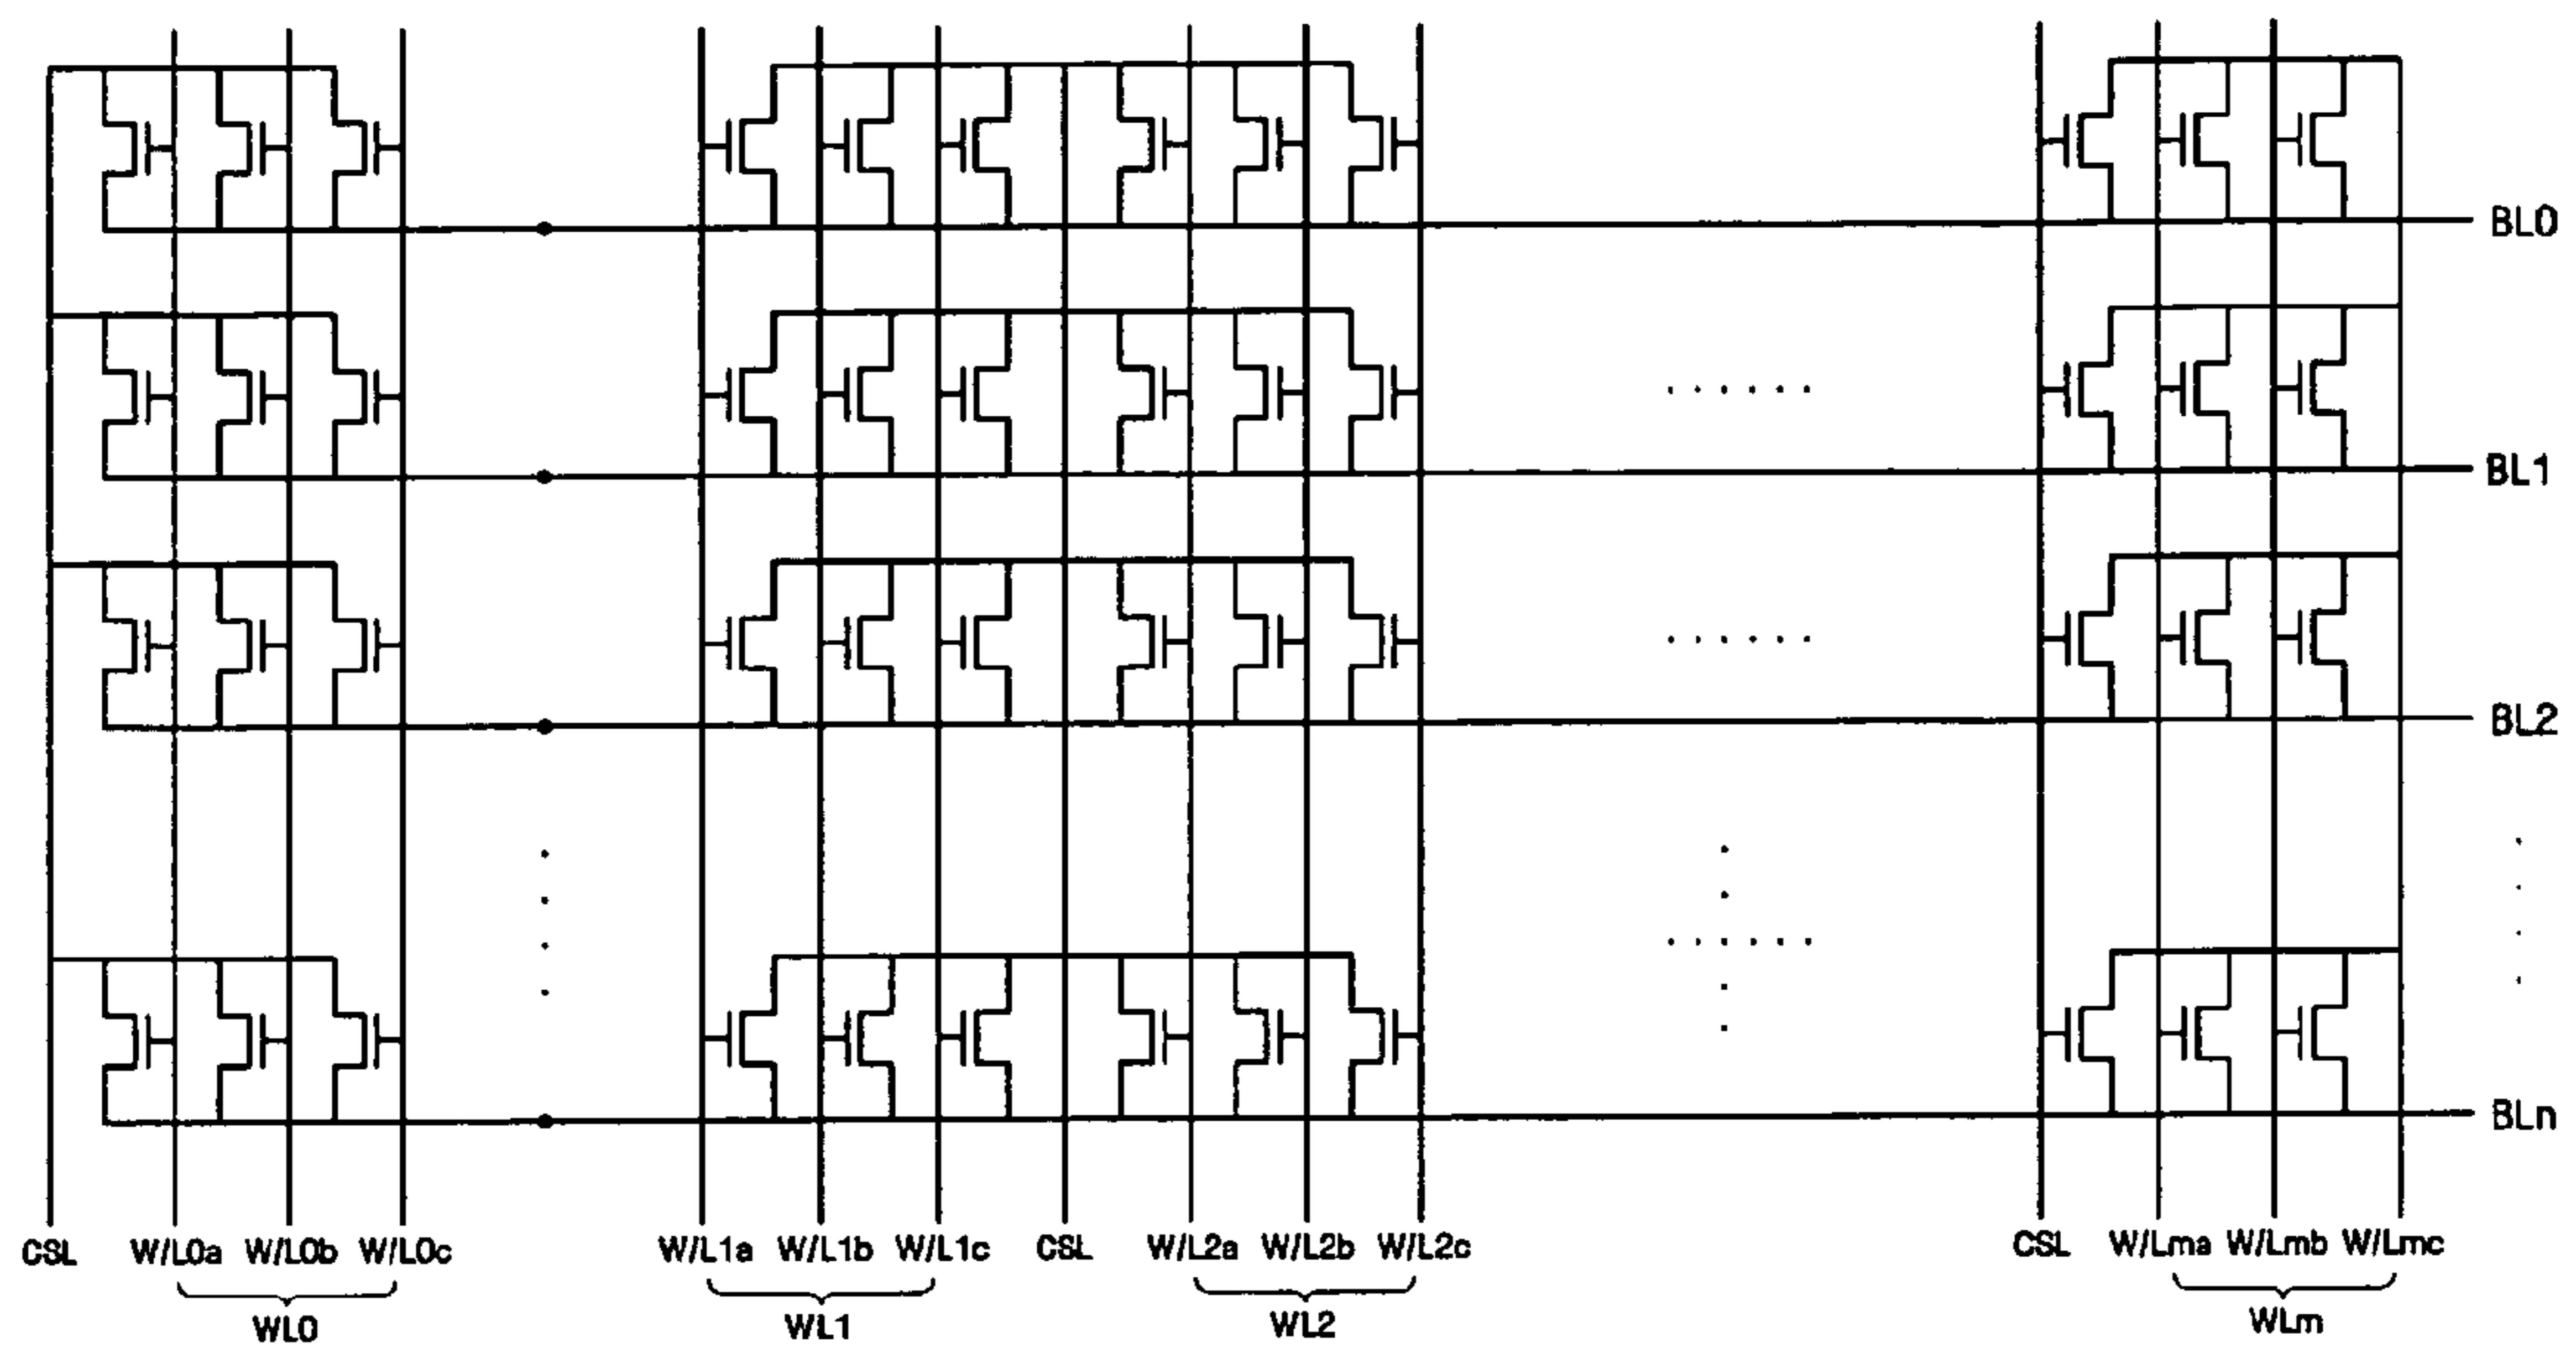 BL0
BL1
BL2
BLn
CSL W/L0a W/L0b W/L0c W/L1a W/L1b W/L1c CSL W/L2a W/L2b W/L2c CSL W/Lma W/Lmb W/Lmc
WL0 WL1 WL2 WLm